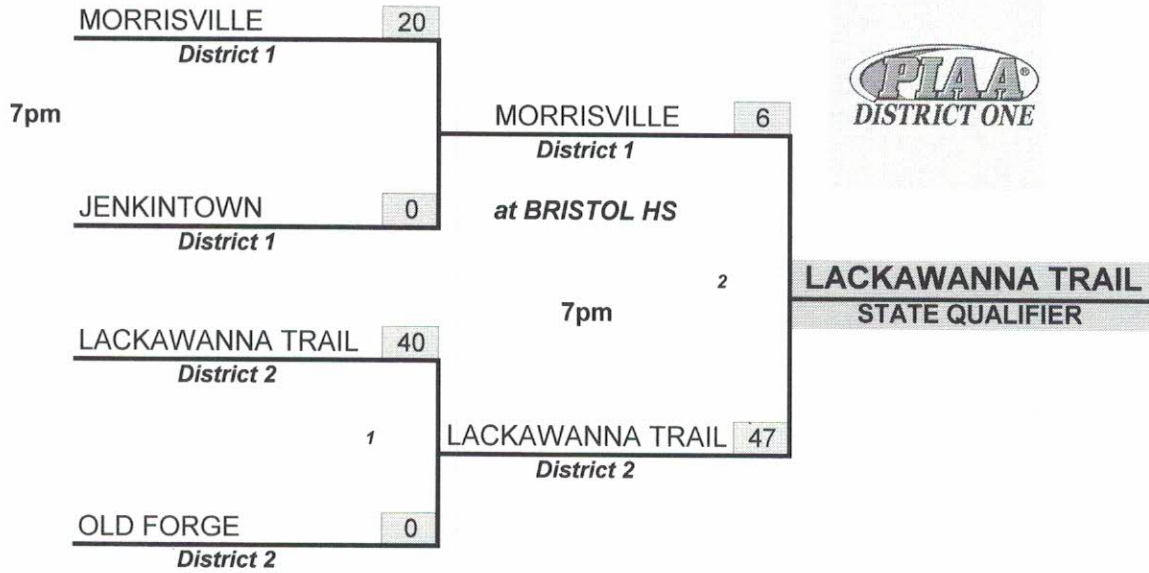 MORRISVILLE 20
District 1
7pm
JENKINTOWN 0
District 1
LACKAWANNA TRAIL 40
District 2
1
OLD FORGE 0
District 2
MORRISVILLE 6
District 1
at BRISTOL HS
2
7pm
LACKAWANNA TRAIL 47
District 2
PIAA®
DISTRICT ONE
LACKAWANNA TRAIL
STATE QUALIFIER